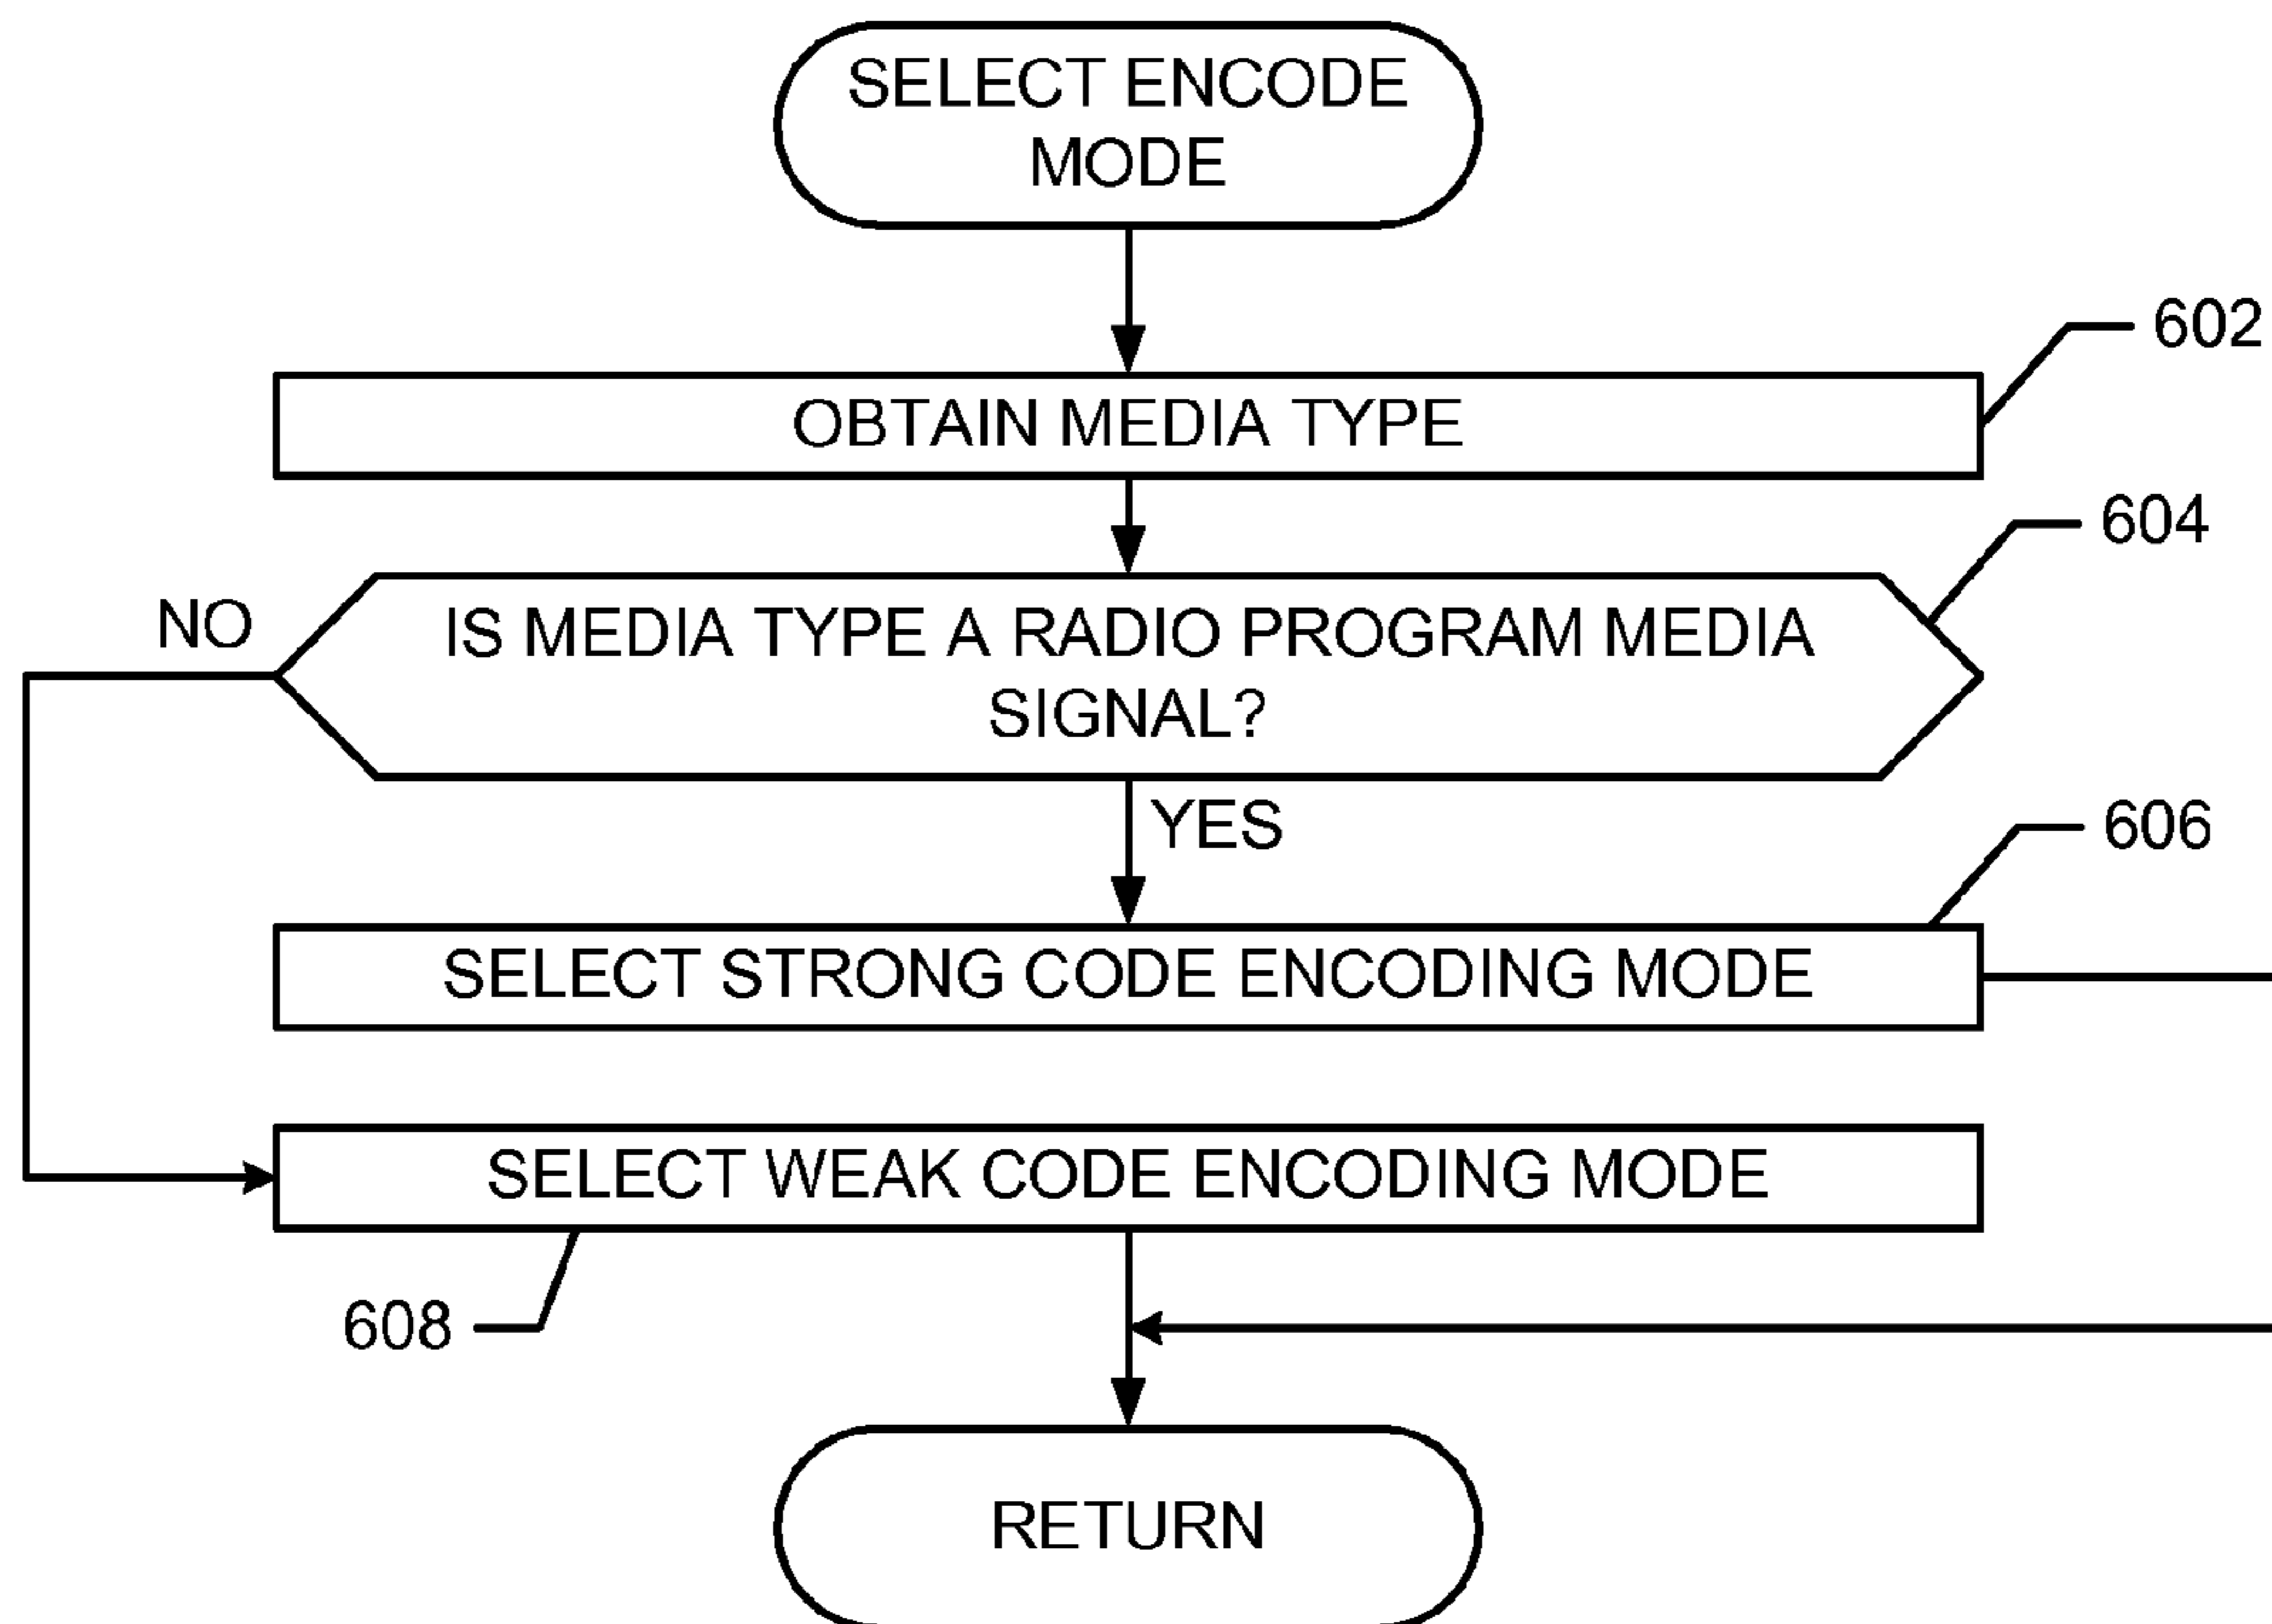 SELECT ENCODE
MODE
602
OBTAIN MEDIA TYPE
604
NO
IS MEDIA TYPE A RADIO PROGRAM MEDIA
SIGNAL?
YES
606
SELECT STRONG CODE ENCODING MODE
SELECT WEAK CODE ENCODING MODE
608
RETURN